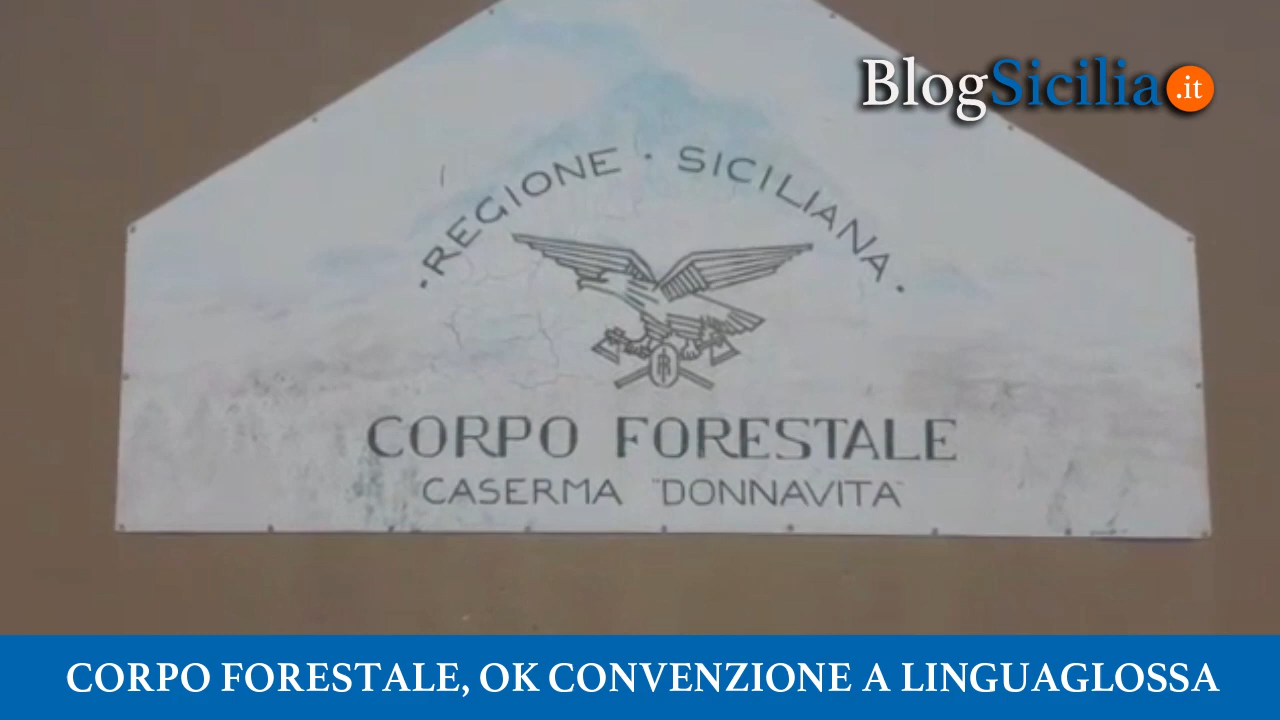 BlogSicilia.it
· REGIONE · SICILIANA ·
CORPO FORESTALE
CASERMA "DONNAVITA"
CORPO FORESTALE, OK CONVENZIONE A LINGUAGLOSSA